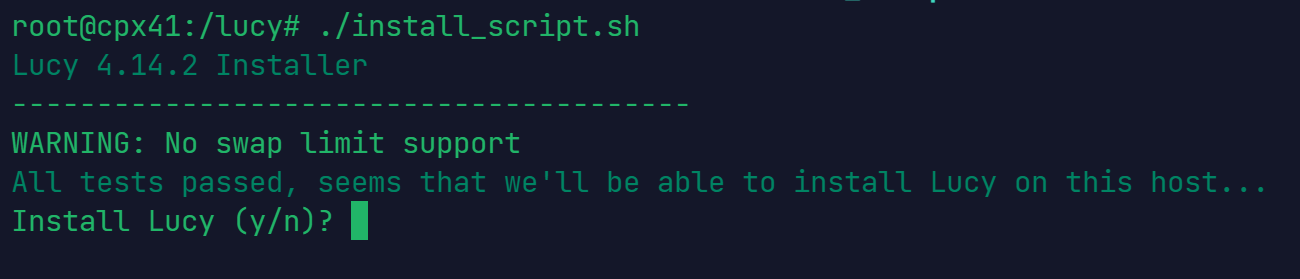 root@cpx41:/lucy# ./install_script.sh
Lucy 4.14.2 Installer
----------------------------------------
WARNING: No swap limit support
All tests passed, seems that we'll be able to install Lucy on this host...
Install Lucy (y/n)?